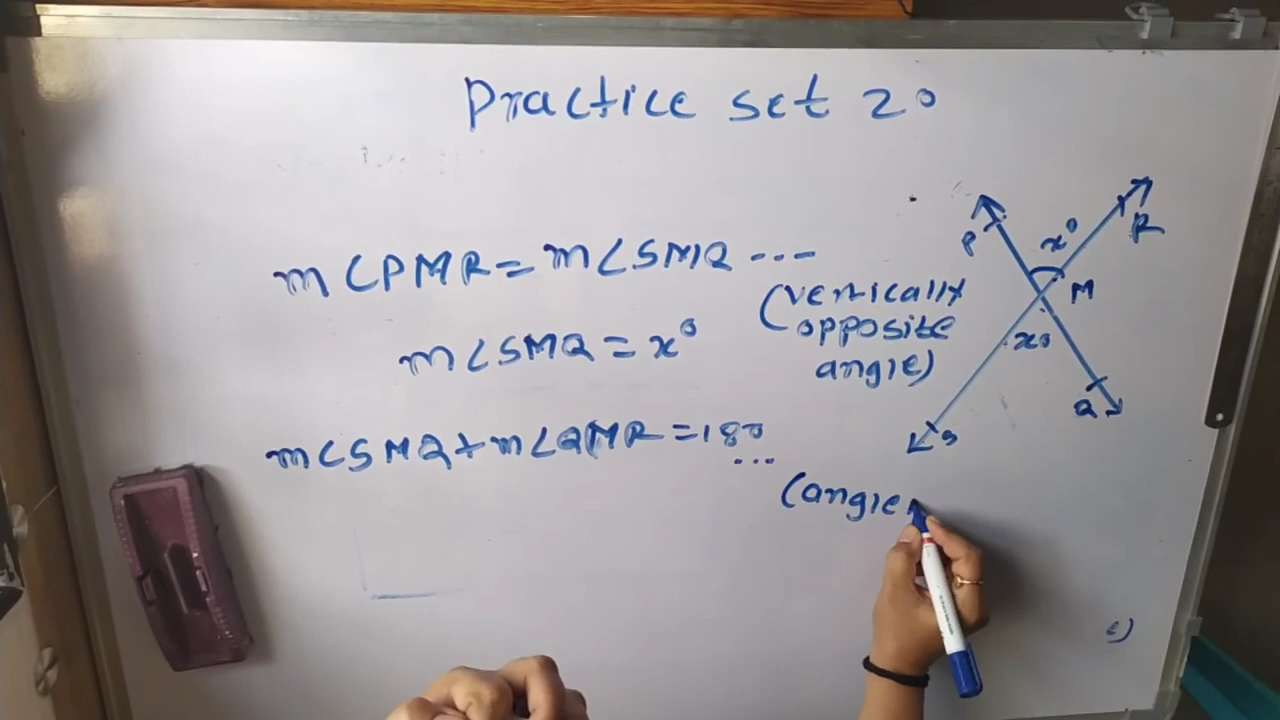 Practice set 20
m∠PMR = m∠SMQ ---
(vertically
opposite
angle)
m∠SMQ = x°
m∠SMQ + m∠QMR = 180
...
(angle
P
x°
R
M
x°
Q
S